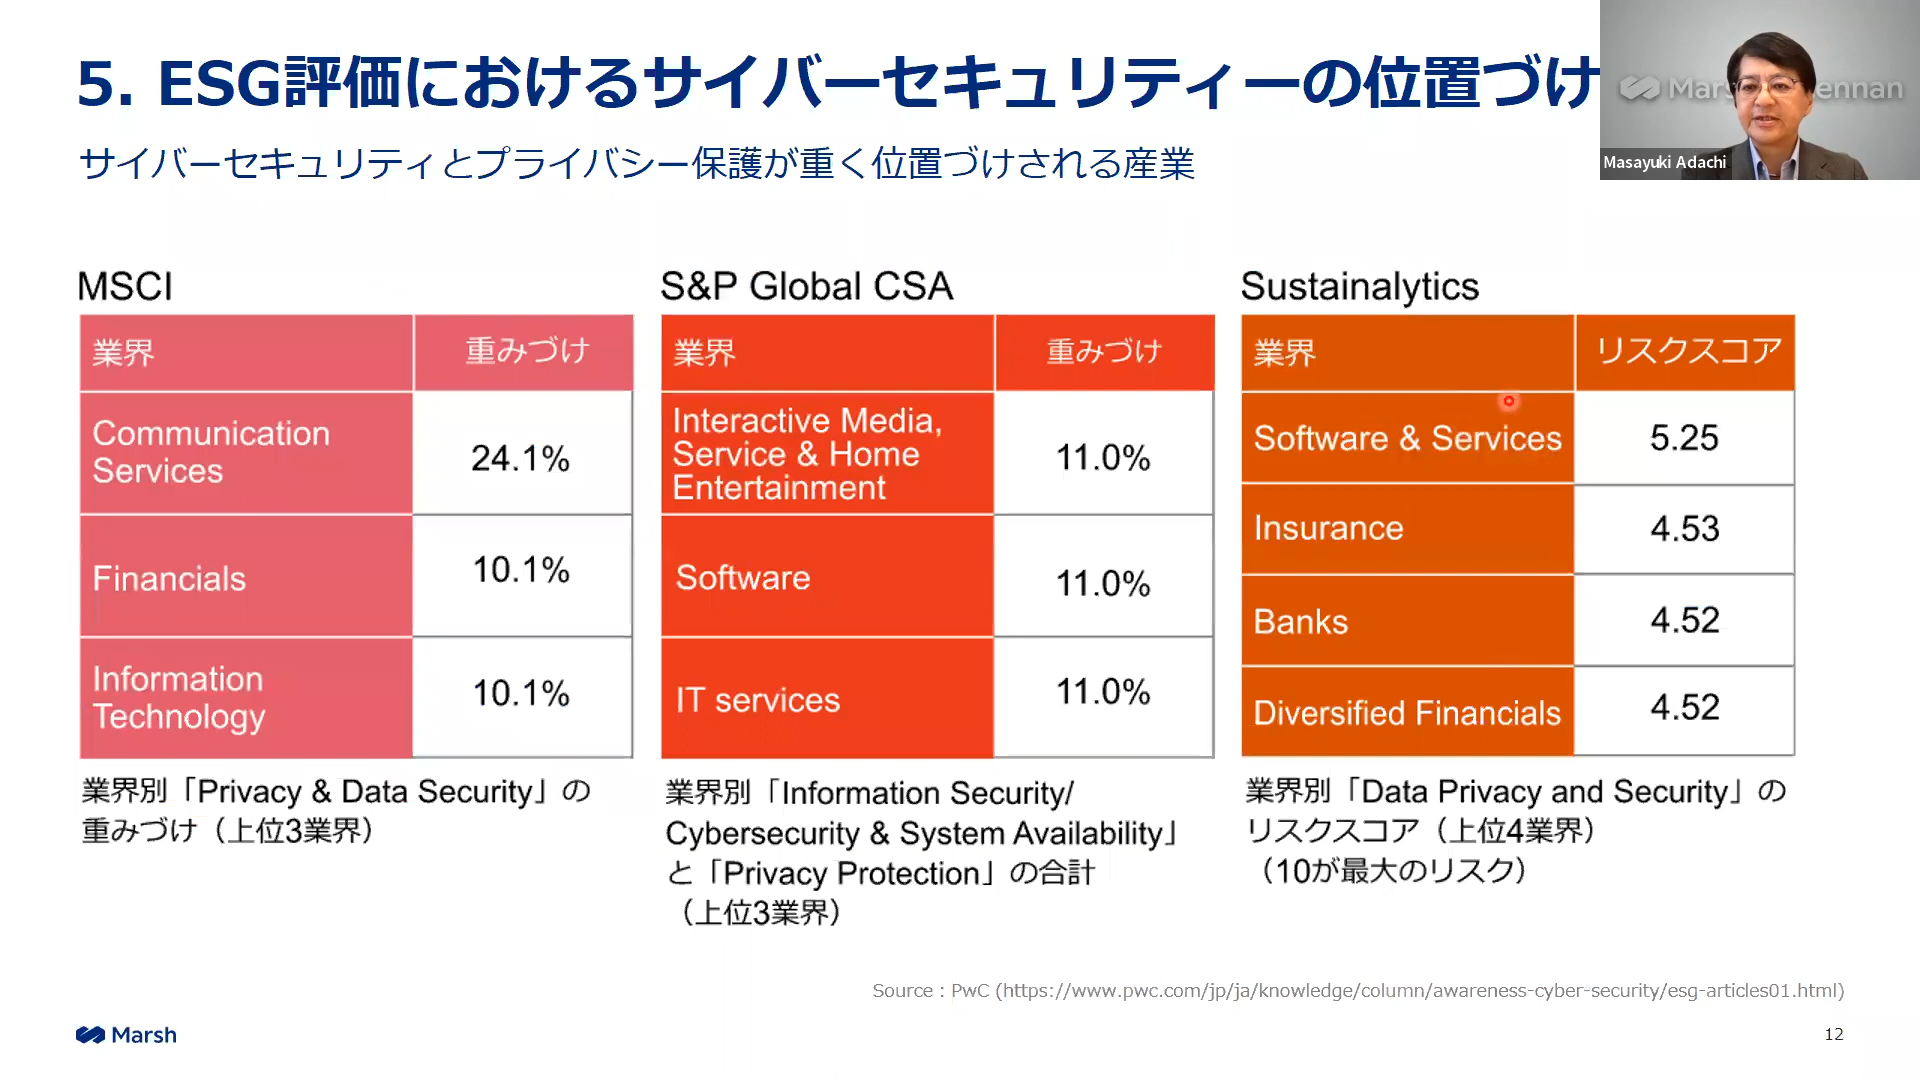 5. ESG評価におけるサイバーセキュリティーの位置づけ
サイバーセキュリティとプライバシー保護が重く位置づけされる産業
Marsh
ennan
Masayuki Adachi
MSCI
業界 重みづけ
Communication
Services
24.1%
Financials 10.1%
Information
Technology
10.1%
業界別「Privacy & Data Security」の
重みづけ（上位3業界）
S&P Global CSA
業界 重みづけ
Interactive Media,
Service & Home
Entertainment
11.0%
Software 11.0%
IT services 11.0%
業界別「Information Security/
Cybersecurity & System Availability」
と「Privacy Protection」の合計
（上位3業界）
Sustainalytics
業界 リスクスコア
Software & Services 5.25
Insurance 4.53
Banks 4.52
Diversified Financials 4.52
業界別「Data Privacy and Security」の
リスクスコア（上位4業界）
（10が最大のリスク）
Source : PwC (https://www.pwc.com/jp/ja/knowledge/column/awareness-cyber-security/esg-articles01.html)
Marsh
12